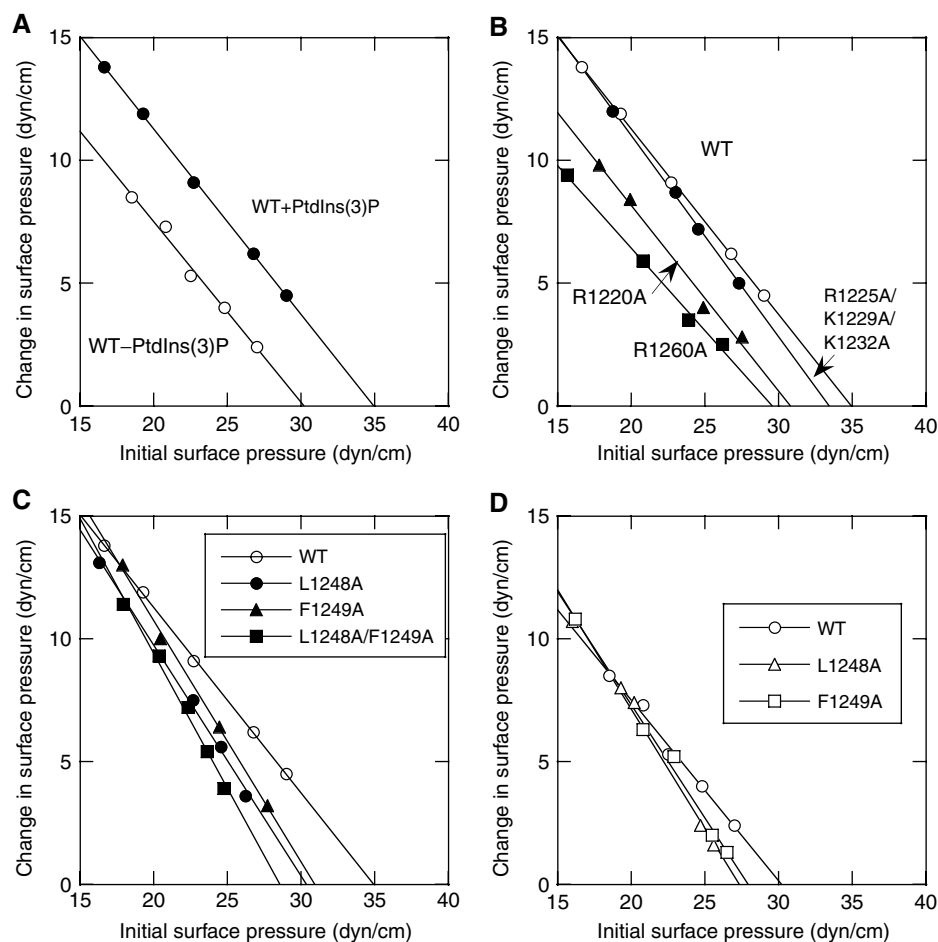 A
Change in surface pressure (dyn/cm)
15
10
5
0
WT+PtdIns(3)P
WT–PtdIns(3)P
15 20 25 30 35 40
Initial surface pressure (dyn/cm)
B
Change in surface pressure (dyn/cm)
15
10
5
0
WT
R1220A
R1260A
R1225A/
K1229A/
K1232A
15 20 25 30 35 40
Initial surface pressure (dyn/cm)
C
Change in surface pressure (dyn/cm)
15
10
5
0
WT
L1248A
F1249A
L1248A/F1249A
15 20 25 30 35 40
Initial surface pressure (dyn/cm)
D
Change in surface pressure (dyn/cm)
15
10
5
0
WT
L1248A
F1249A
15 20 25 30 35 40
Initial surface pressure (dyn/cm)